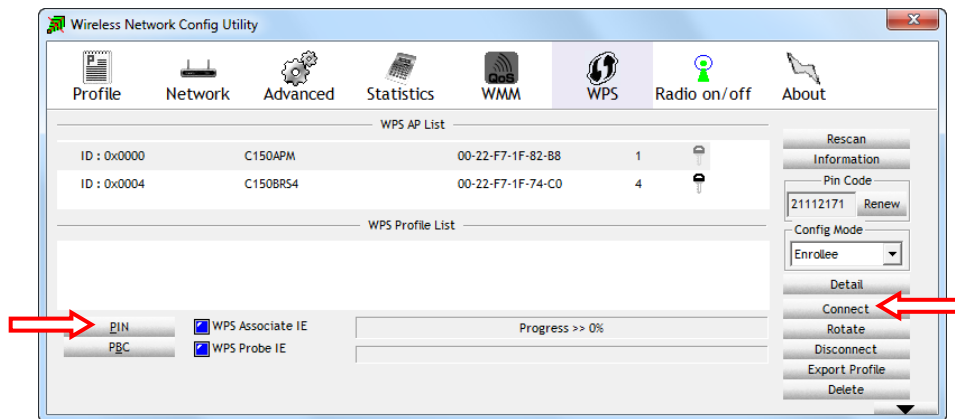 Wireless Network Config Utility
Profile Network Advanced Statistics QoS WMM WPS Radio on/off About
WPS AP List
ID : 0x0000 C150APM 00-22-F7-1F-82-B8 1
ID : 0x0004 C150BRS4 00-22-F7-1F-74-C0 4
WPS Profile List
Rescan
Information
Pin Code
21112171 Renew
Config Mode
Enrollee
Detail
Connect
Rotate
Disconnect
Export Profile
Delete
PIN WPS Associate IE Progress >> 0%
PBC WPS Probe IE